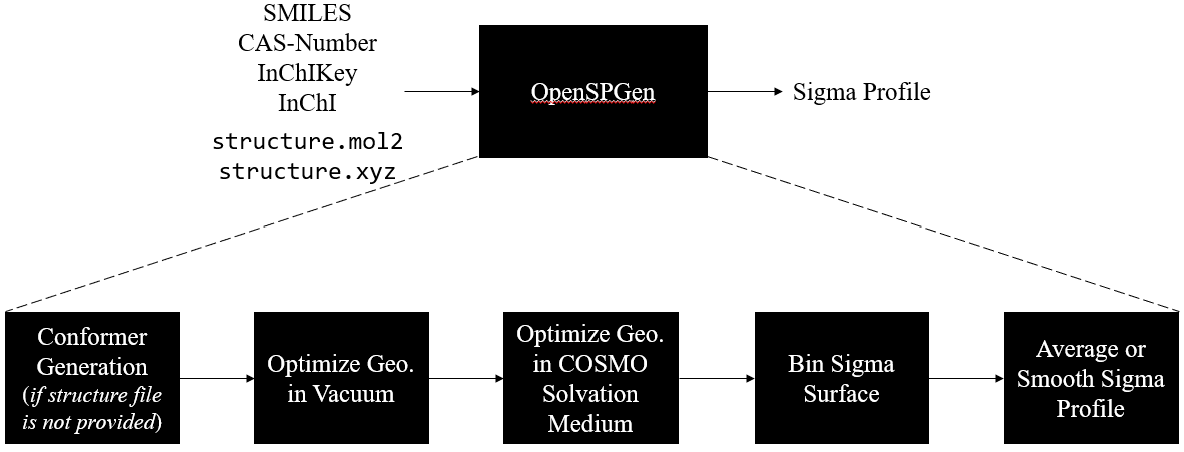 SMILES
CAS-Number
InChIKey
InChI
structure.mol2
structure.xyz
OpenSPGen
Sigma Profile
Conformer
Generation
(if structure file
is not provided)
Optimize Geo.
in Vacuum
Optimize Geo.
in COSMO
Solvation
Medium
Bin Sigma
Surface
Average or
Smooth Sigma
Profile